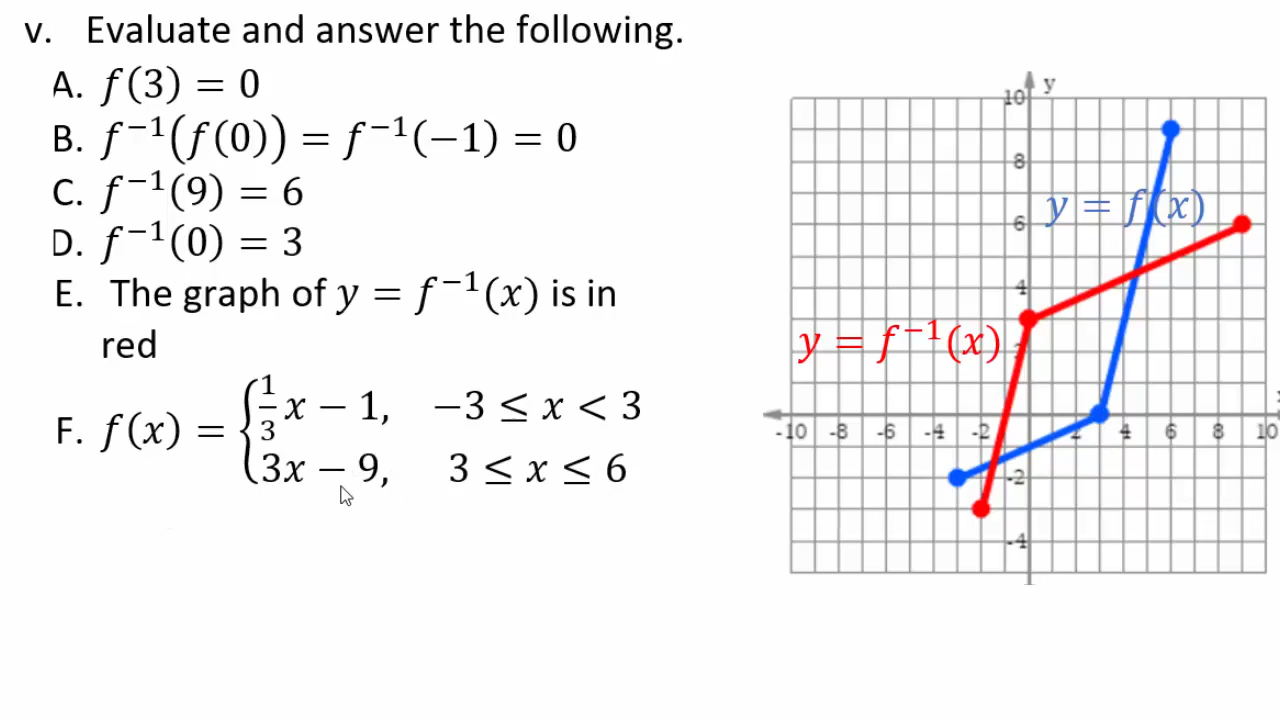 v. Evaluate and answer the following.
A. f(3) = 0
B. f⁻¹(f(0)) = f⁻¹(−1) = 0
C. f⁻¹(9) = 6
D. f⁻¹(0) = 3
E. The graph of y = f⁻¹(x) is in
red
F. f(x) = { 1/3 x − 1, −3 ≤ x < 3
3x − 9, 3 ≤ x ≤ 6
y
10
8
y = f(x)
6
4
y = f⁻¹(x)
-10 -8 -6 -4 -2 2 4 6 8 10
-2
-4